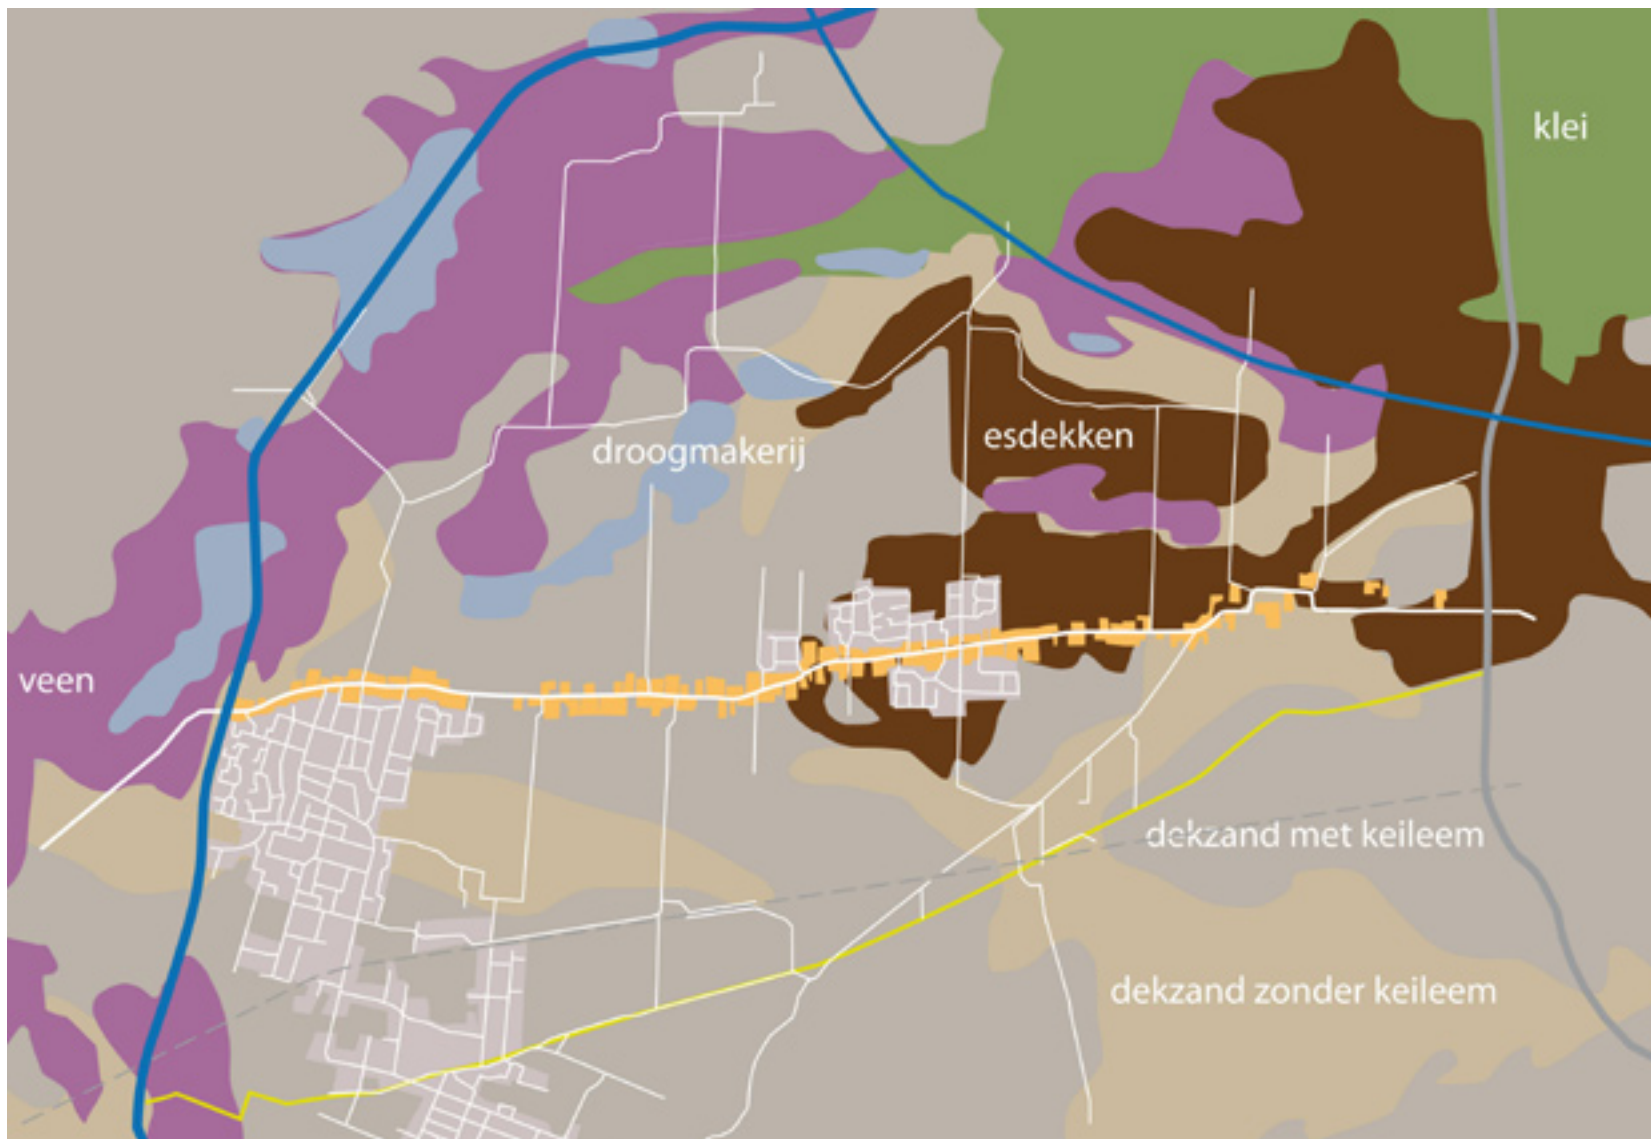 klei
droogmakerij
esdekken
veen
dekzand met keileem
dekzand zonder keileem